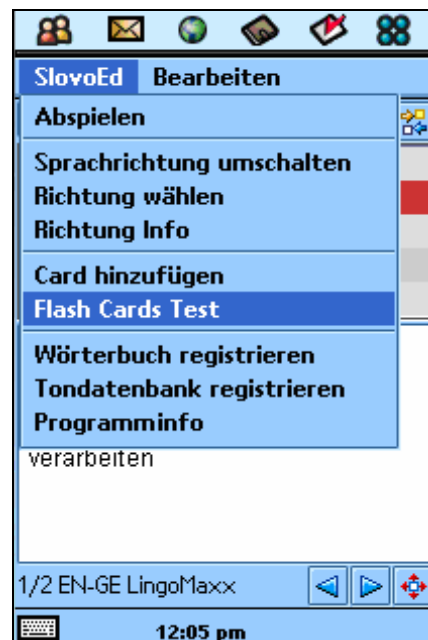 SlovoEd Bearbeiten
Abspielen
Sprachrichtung umschalten
Richtung wählen
Richtung Info
Card hinzufügen
Flash Cards Test
Wörterbuch registrieren
Tondatenbank registrieren
Programminfo
verarbeiten
1/2 EN-GE LingoMaxx
12:05 pm